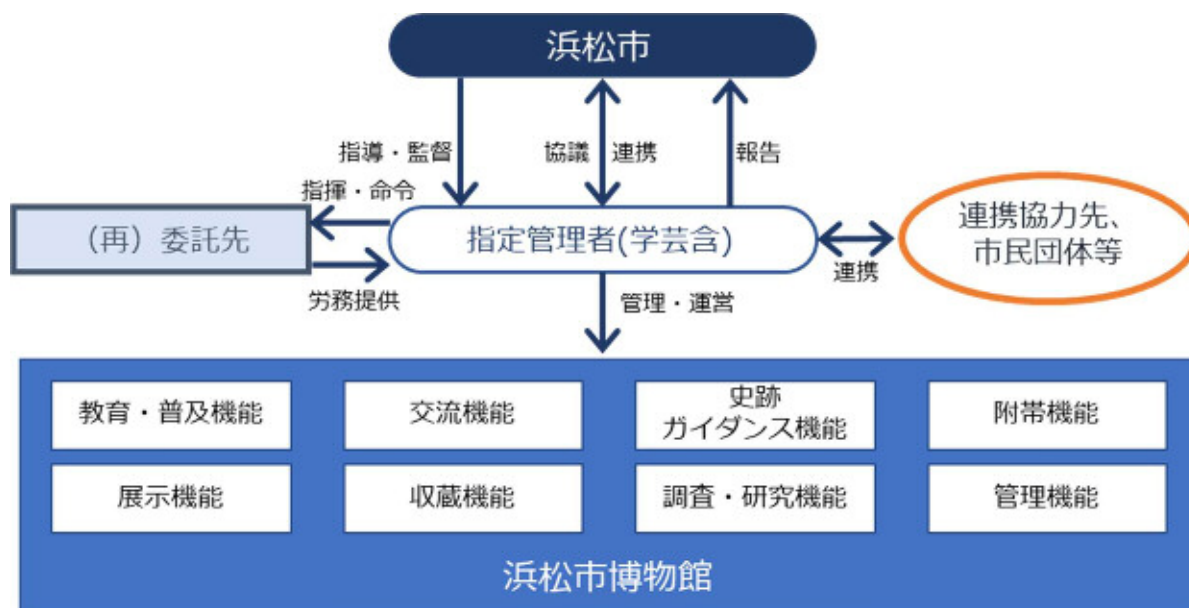 浜松市
指導・監督
協議
連携
報告
指揮・命令
(再)委託先
指定管理者(学芸含)
連携協力先、
市民団体等
連携
労務提供
管理・運営
教育・普及機能
交流機能
史跡
ガイダンス機能
附帯機能
展示機能
収蔵機能
調査・研究機能
管理機能
浜松市博物館